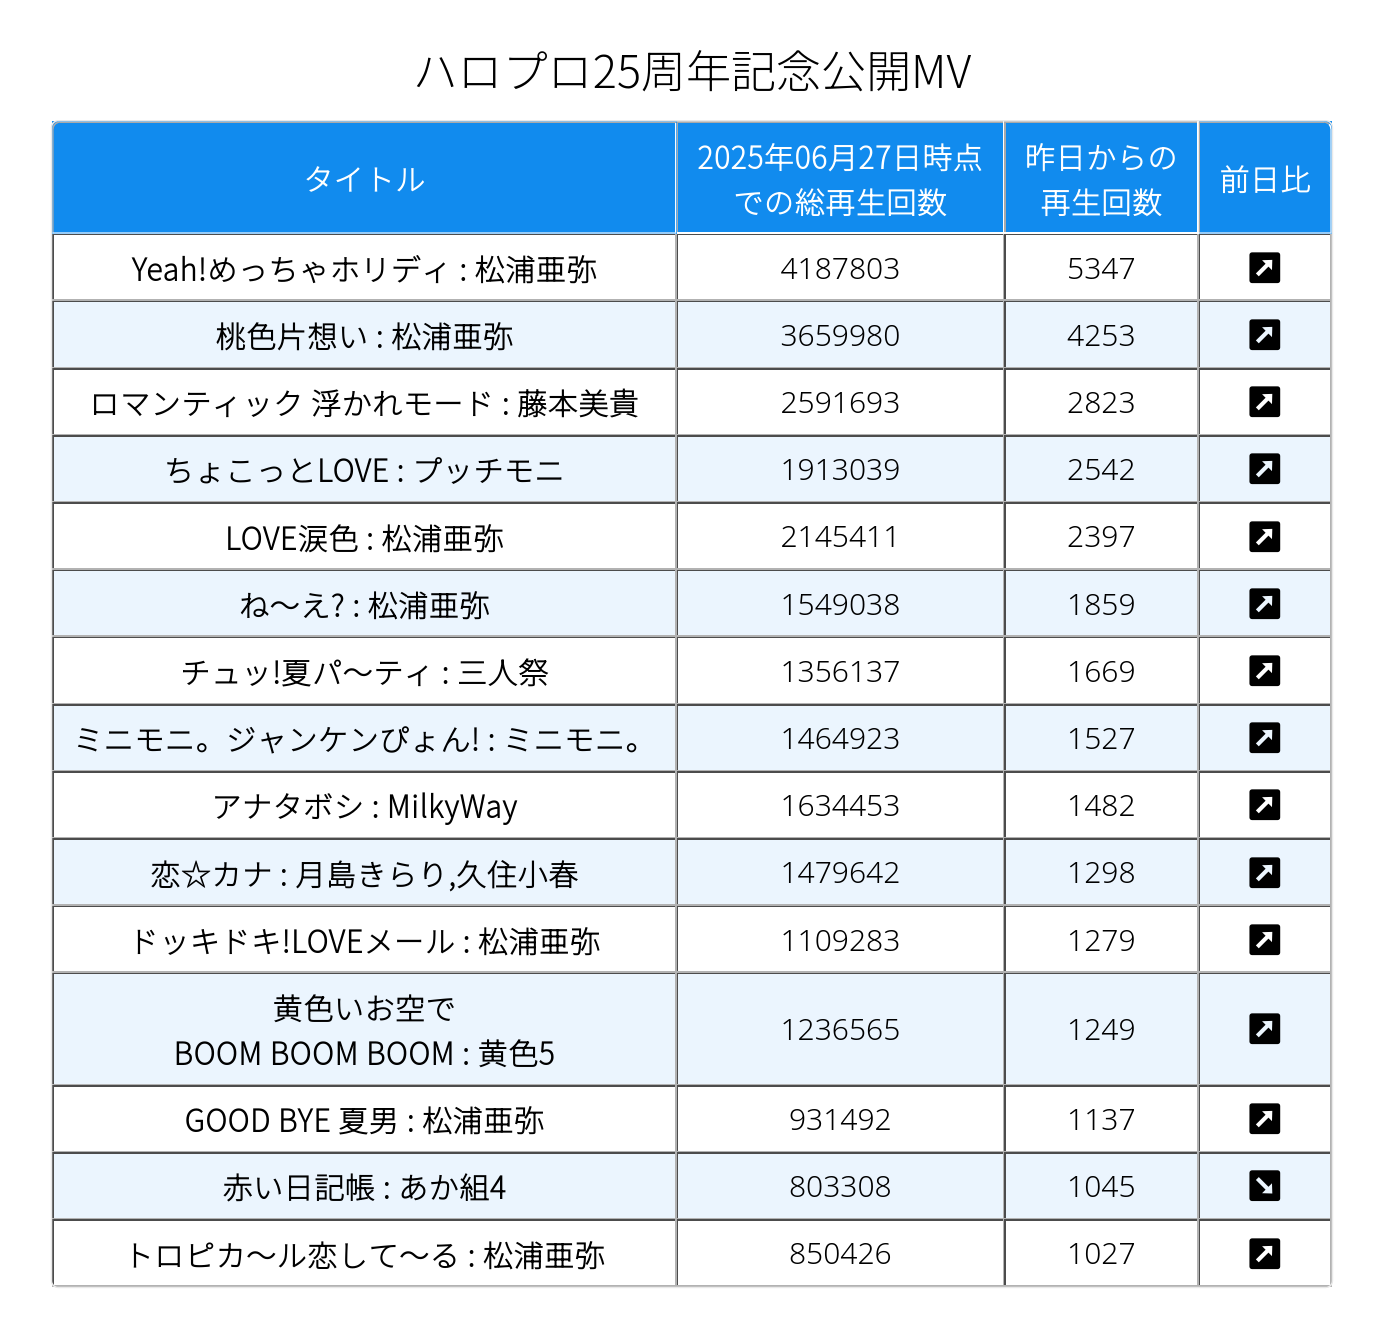 ハロプロ25周年記念公開MV
タイトル
2025年06月27日時点
での総再生回数
昨日からの
再生回数
前日比
Yeah!めっちゃホリディ : 松浦亜弥 4187803 5347
桃色片想い : 松浦亜弥 3659980 4253
ロマンティック 浮かれモード : 藤本美貴 2591693 2823
ちょこっとLOVE : プッチモニ 1913039 2542
LOVE涙色 : 松浦亜弥 2145411 2397
ね〜え? : 松浦亜弥 1549038 1859
チュッ!夏パ〜ティ : 三人祭 1356137 1669
ミニモニ。ジャンケンぴょん! : ミニモニ。 1464923 1527
アナタボシ : MilkyWay 1634453 1482
恋☆カナ : 月島きらり,久住小春 1479642 1298
ドッキドキ!LOVEメール : 松浦亜弥 1109283 1279
黄色いお空で
BOOM BOOM BOOM : 黄色5 1236565 1249
GOOD BYE 夏男 : 松浦亜弥 931492 1137
赤い日記帳 : あか組4 803308 1045
トロピカ〜ル恋して〜る : 松浦亜弥 850426 1027